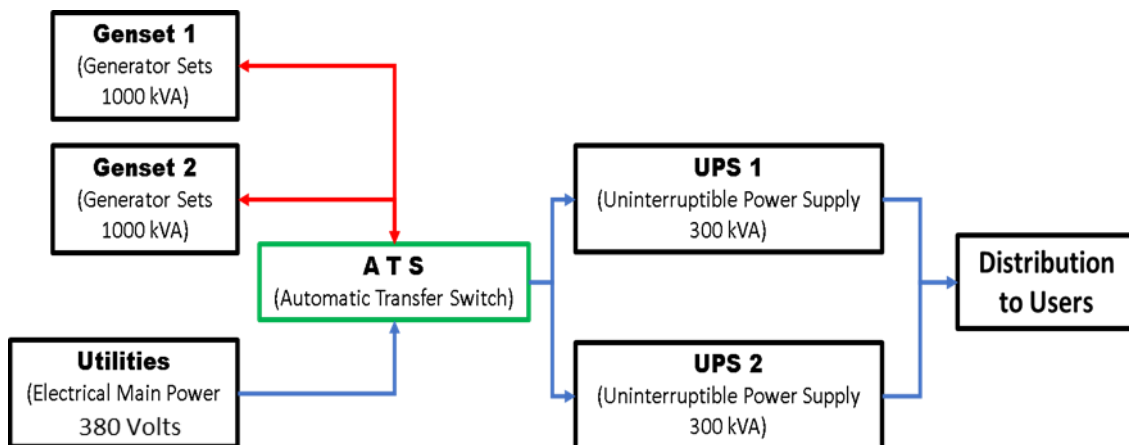 Genset 1
(Generator Sets
1000 kVA)
Genset 2
(Generator Sets
1000 kVA)
A T S
(Automatic Transfer Switch)
Utilities
(Electrical Main Power
380 Volts
UPS 1
(Uninterruptible Power Supply
300 kVA)
UPS 2
(Uninterruptible Power Supply
300 kVA)
Distribution
to Users